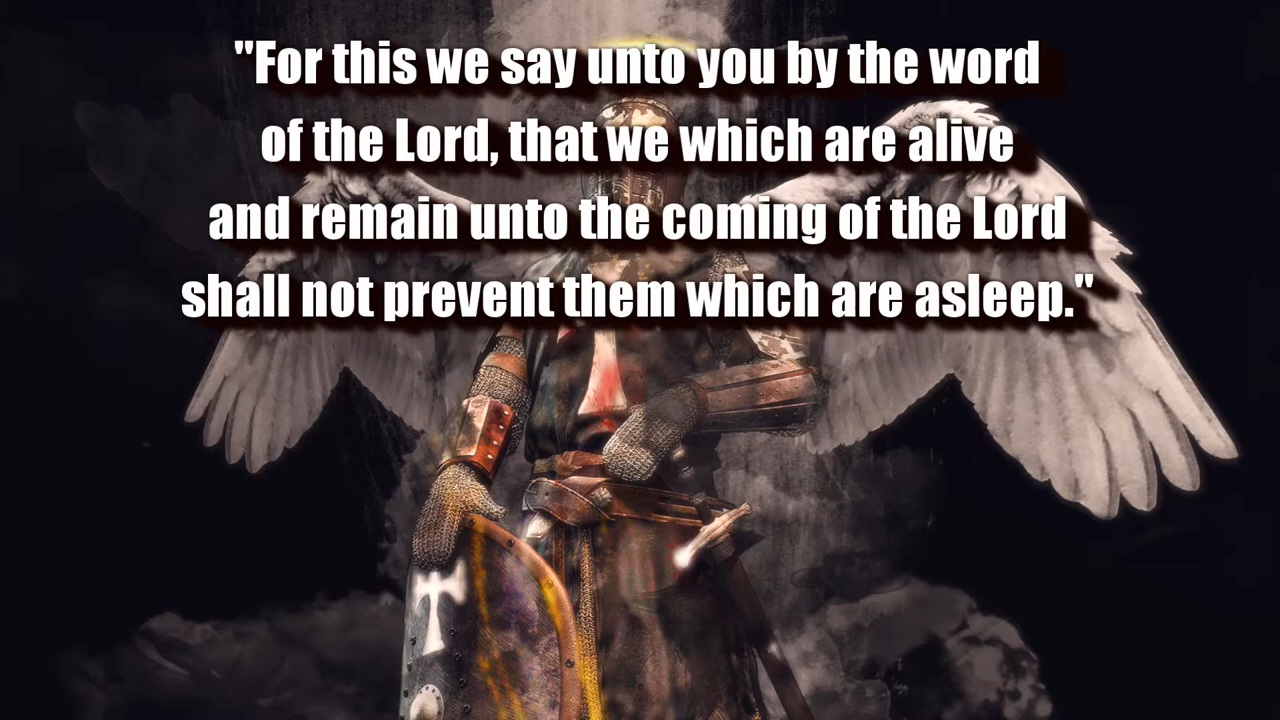 "For this we say unto you by the word
of the Lord, that we which are alive
and remain unto the coming of the Lord
shall not prevent them which are asleep."